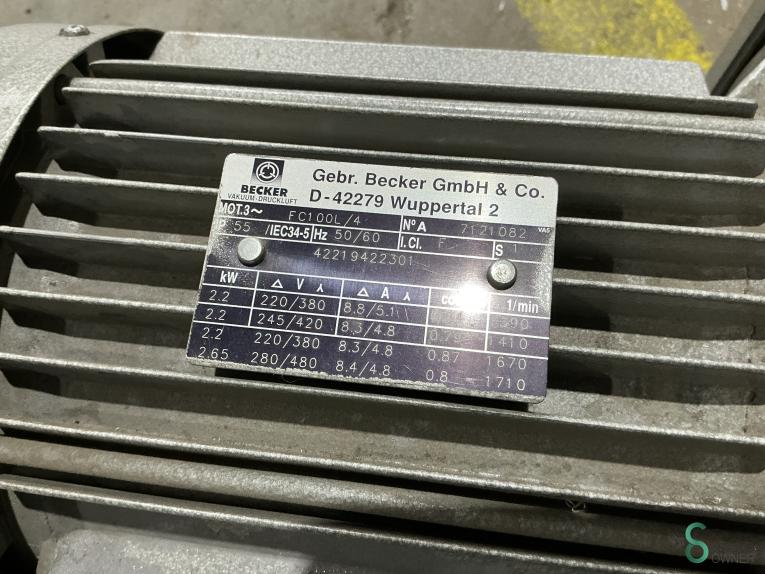 BECKER
VAKUUM-DRUCKLUFT
Gebr. Becker GmbH & Co.
D-42279 Wuppertal 2
MOT.3~ FC100L/4 NºA 7121082 VAS
55 /IEC34-5 Hz 50/60 I.Cl. F S 1
42219422301
kW Δ V ⅄ Δ A ⅄ 1/min
2.2 220/380 8.8/5.1
2.2 245/420 8.3/4.8 1410
2.2 220/380 8.3/4.8 0.87 1670
2.65 280/480 8.4/4.8 0.8 1710
OWNER